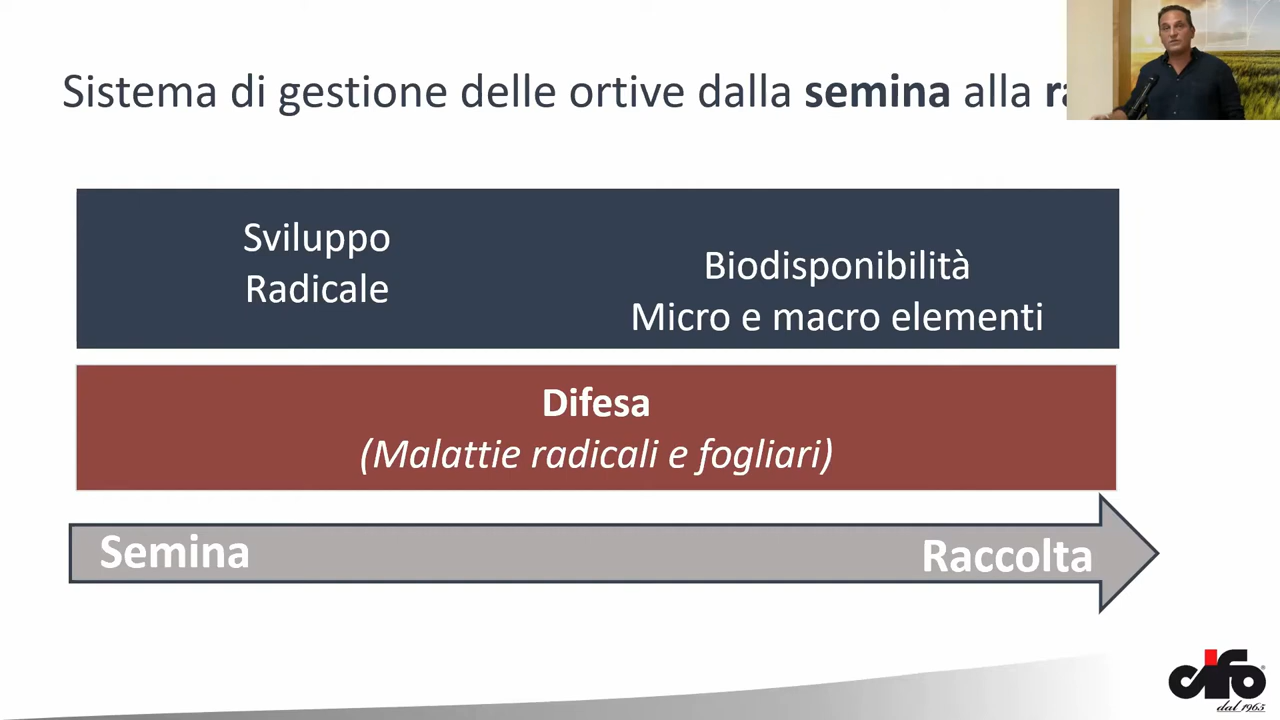 Sistema di gestione delle ortive dalla semina alla
Sviluppo
Radicale
Biodisponibilità
Micro e macro elementi
Difesa
(Malattie radicali e fogliari)
Semina
Raccolta
cifo
dal 1965